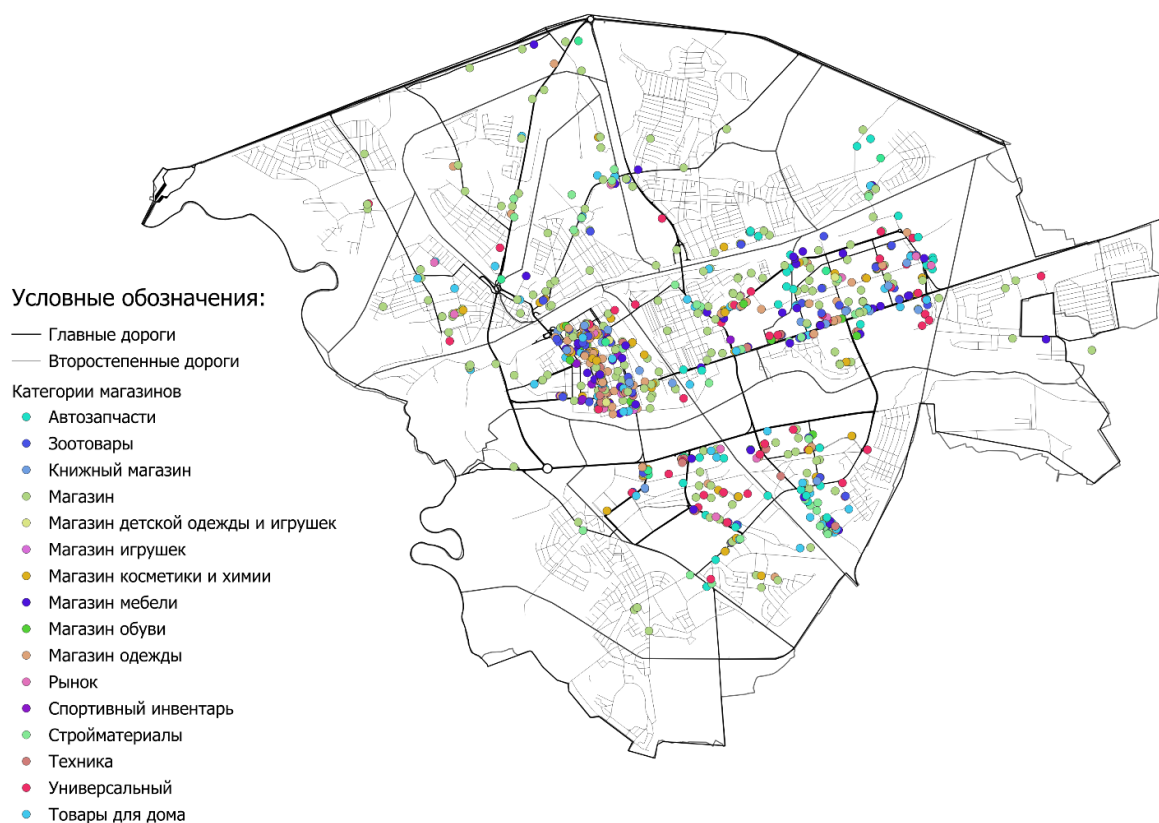 Условные обозначения:
Главные дороги
Второстепенные дороги
Категории магазинов
Автозапчасти
Зоотовары
Книжный магазин
Магазин
Магазин детской одежды и игрушек
Магазин игрушек
Магазин косметики и химии
Магазин мебели
Магазин обуви
Магазин одежды
Рынок
Спортивный инвентарь
Стройматериалы
Техника
Универсальный
Товары для дома